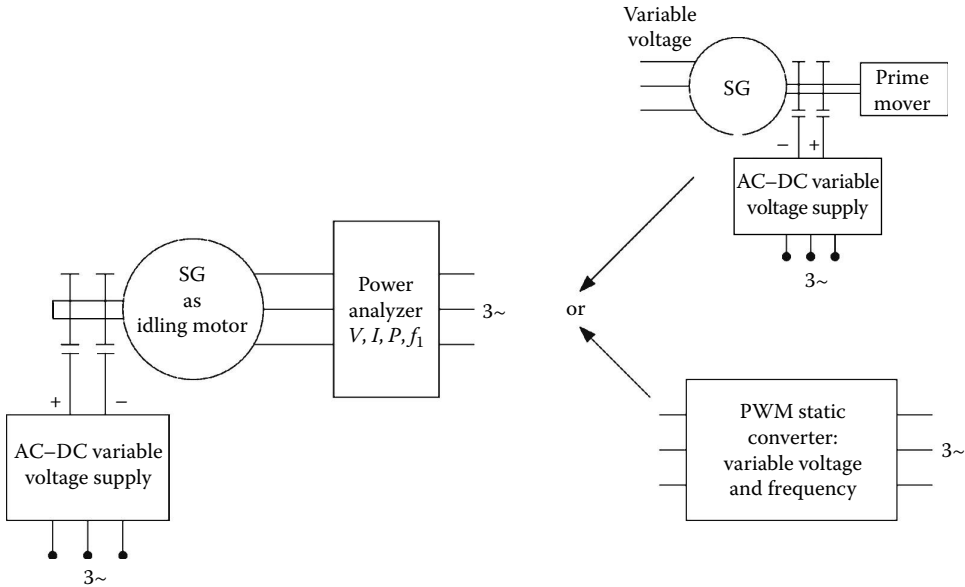 SG
as
idling motor
+
−
AC–DC variable
voltage supply
3~
Power
analyzer
V, I, P, f₁
3~
or
Variable
voltage
SG
Prime
mover
−
+
AC–DC variable
voltage supply
3~
PWM static
converter:
variable voltage
and frequency
3~